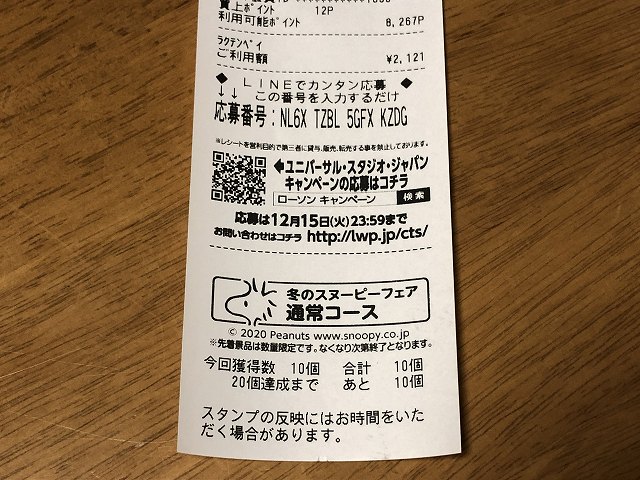 買上ポイント 12P
利用可能ポイント 8,267P
ラクテンペイ
ご利用額 ¥2,121
◆ LINEでカンタン応募 ◆
↓↓ この番号を入力するだけ
応募番号:NL6X TZBL 5GFX KZDG
※レシートを営利目的で第三者に貸与、販売、転売する事を禁止しております。
←ユニバーサル・スタジオ・ジャパン
キャンペーンの応募はコチラ
ローソン キャンペーン 検索
応募は12月15日(火)23:59まで
お問い合わせはコチラ http://lwp.jp/cts/
冬のスヌーピーフェア
通常コース
© 2020 Peanuts www.snoopy.co.jp
※先着景品は数量限定です。なくなり次第終了となります。
今回獲得数 10個 合計 10個
20個達成まで あと 10個
スタンプの反映にはお時間をいた
だく場合があります。